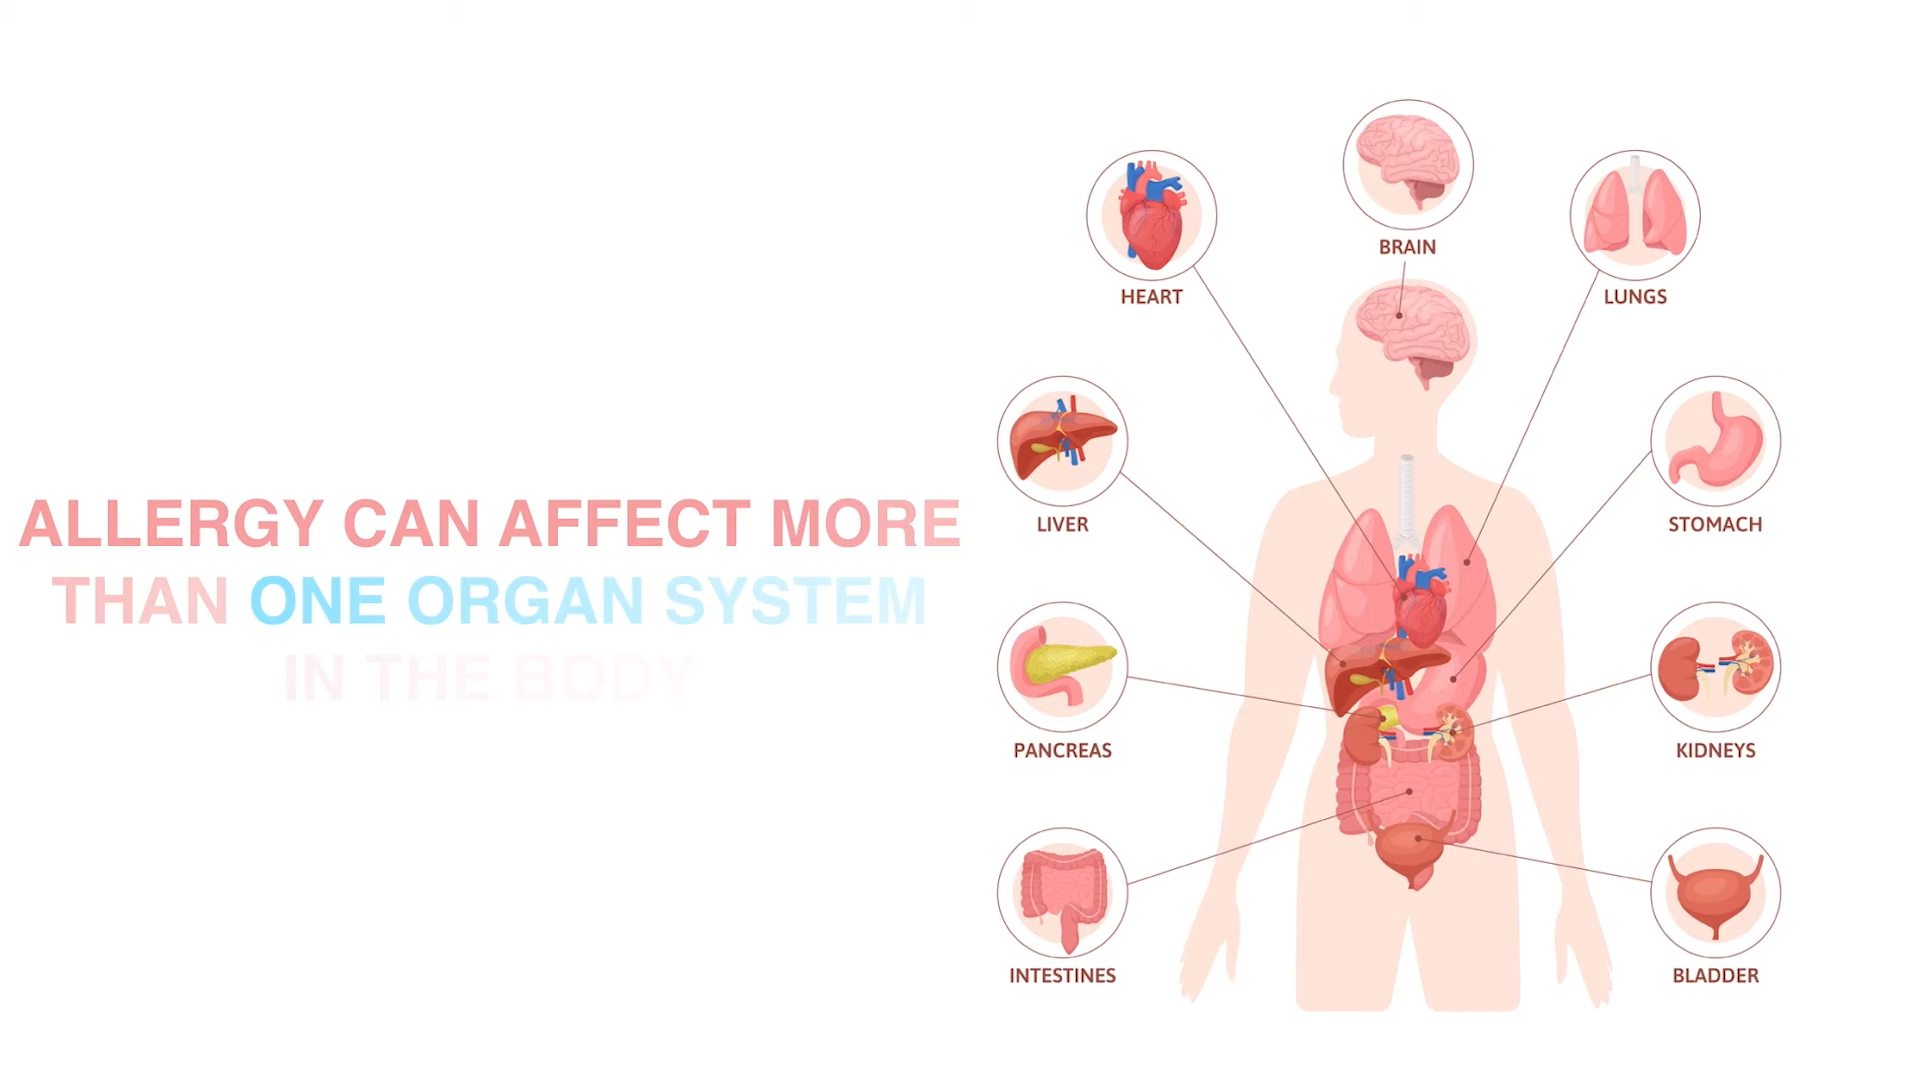 ALLERGY CAN AFFECT MORE
THAN ONE ORGAN SYSTEM
IN THE BODY
BRAIN
HEART
LUNGS
LIVER
STOMACH
PANCREAS
KIDNEYS
INTESTINES
BLADDER